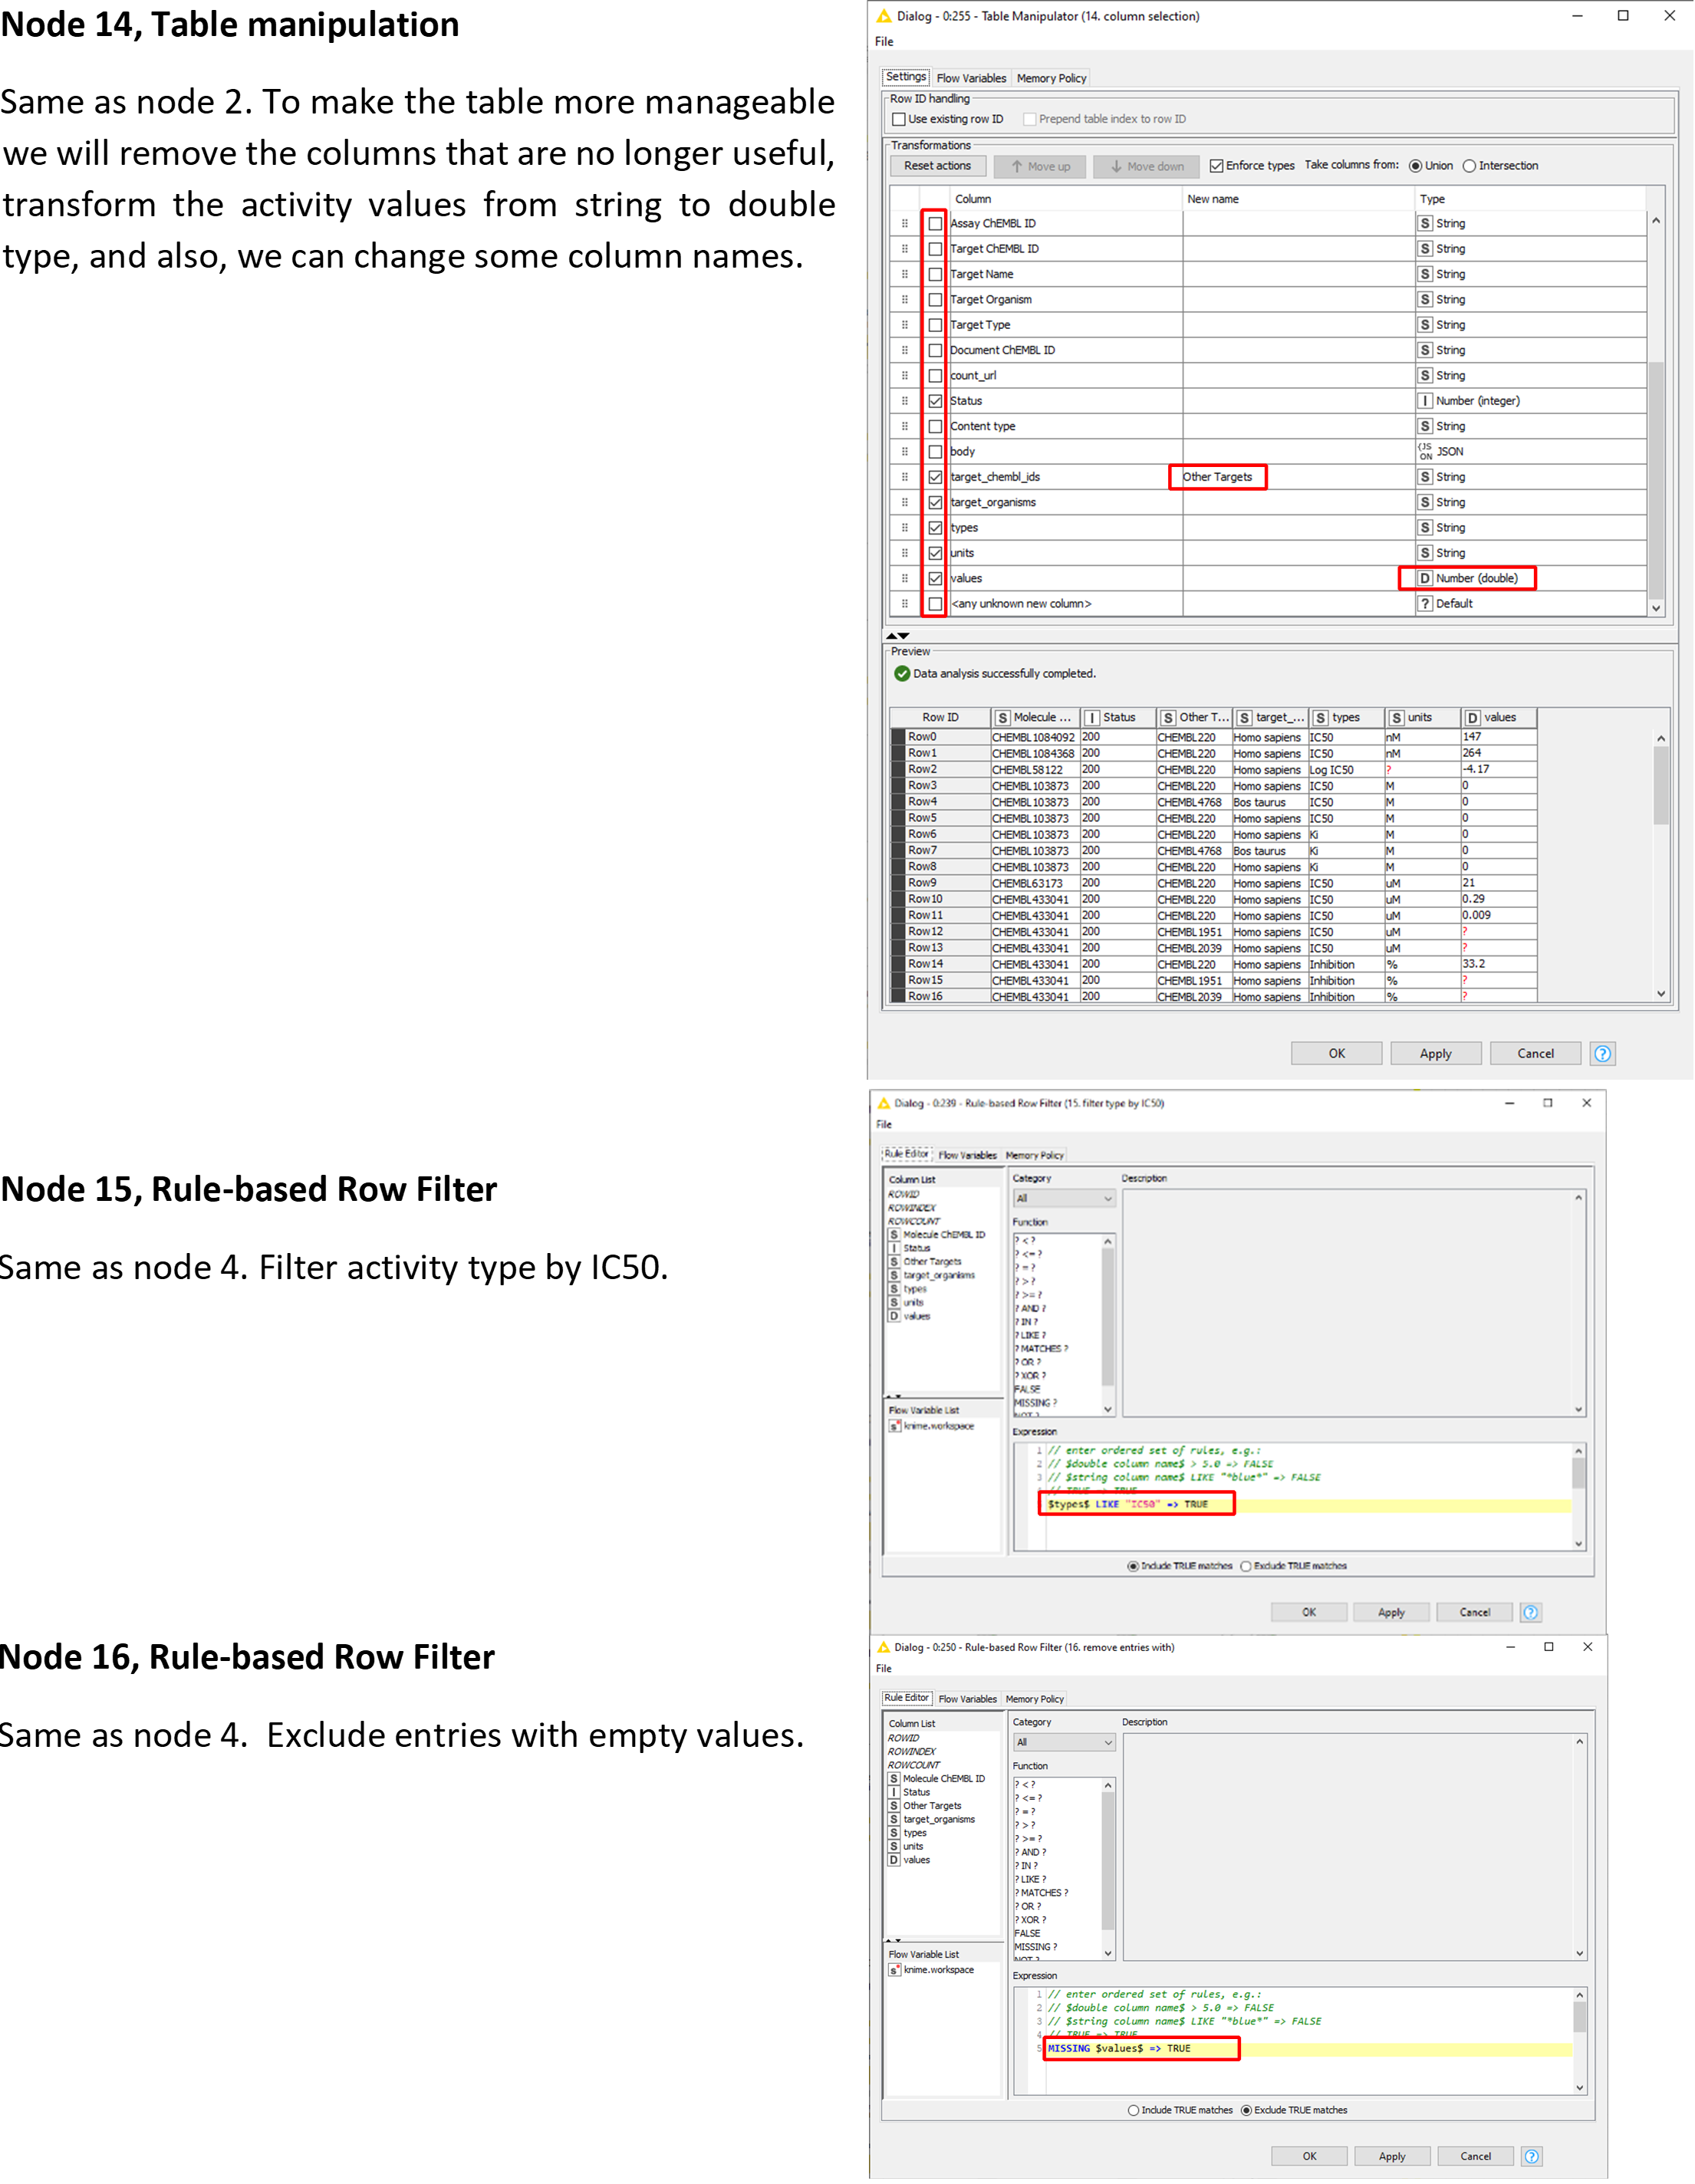 Node 14, Table manipulation
Same as node 2. To make the table more manageable
we will remove the columns that are no longer useful,
transform the activity values from string to double
type, and also, we can change some column names.
Dialog - 0:255 - Table Manipulator (14. column selection)
File
Settings Flow Variables Memory Policy
Row ID handling
Use existing row ID Prepend table index to row ID
Transformations
Reset actions Move up Move down Enforce types Take columns from: Union Intersection
Column New name Type
Assay ChEMBL ID S String
Target ChEMBL ID S String
Target Name S String
Target Organism S String
Target Type S String
Document ChEMBL ID S String
count_url S String
Status I Number (integer)
Content type S String
body {JSON JSON
target_chembl_ids Other Targets S String
target_organisms S String
types S String
units S String
values D Number (double)
<any unknown new column> ? Default
Preview
Data analysis successfully completed.
Row ID S Molecule ... I Status S Other T... S target_... S types S units D values
Row0 CHEMBL1084092 200 CHEMBL220 Homo sapiens IC50 nM 147
Row1 CHEMBL1084368 200 CHEMBL220 Homo sapiens IC50 nM 264
Row2 CHEMBL58122 200 CHEMBL220 Homo sapiens Log IC50 ? -4.17
Row3 CHEMBL103873 200 CHEMBL220 Homo sapiens IC50 M 0
Row4 CHEMBL103873 200 CHEMBL4768 Bos taurus IC50 M 0
Row5 CHEMBL103873 200 CHEMBL220 Homo sapiens IC50 M 0
Row6 CHEMBL103873 200 CHEMBL220 Homo sapiens Ki M 0
Row7 CHEMBL103873 200 CHEMBL4768 Bos taurus Ki M 0
Row8 CHEMBL103873 200 CHEMBL220 Homo sapiens Ki M 0
Row9 CHEMBL63173 200 CHEMBL220 Homo sapiens IC50 uM 21
Row10 CHEMBL433041 200 CHEMBL220 Homo sapiens IC50 uM 0.29
Row11 CHEMBL433041 200 CHEMBL220 Homo sapiens IC50 uM 0.009
Row12 CHEMBL433041 200 CHEMBL1951 Homo sapiens IC50 uM ?
Row13 CHEMBL433041 200 CHEMBL2039 Homo sapiens IC50 uM ?
Row14 CHEMBL433041 200 CHEMBL220 Homo sapiens Inhibition % 33.2
Row15 CHEMBL433041 200 CHEMBL1951 Homo sapiens Inhibition % ?
Row16 CHEMBL433041 200 CHEMBL2039 Homo sapiens Inhibition % ?
OK Apply Cancel ?
Node 15, Rule-based Row Filter
Same as node 4. Filter activity type by IC50.
Dialog - 0:239 - Rule-based Row Filter (15. filter type by IC50)
File
Rule Editor Flow Variables Memory Policy
Column List
ROWID
ROWINDEX
ROWCOUNT
S Molecule ChEMBL ID
I Status
S Other Targets
S target_organisms
S types
S units
D values
Flow Variable List
s knime.workspace
Category
All
Function
? < ?
? <= ?
? = ?
? > ?
? >= ?
? AND ?
? IN ?
? LIKE ?
? MATCHES ?
? OR ?
? XOR ?
FALSE
MISSING ?
NOT ?
Description
Expression
1 // enter ordered set of rules, e.g.:
2 // $double column name$ > 5.0 => FALSE
3 // $string column name$ LIKE "*blue*" => FALSE
// TRUE => TRUE
$types$ LIKE "IC50" => TRUE
Include TRUE matches Exclude TRUE matches
OK Apply Cancel ?
Node 16, Rule-based Row Filter
Same as node 4. Exclude entries with empty values.
Dialog - 0:250 - Rule-based Row Filter (16. remove entries with)
File
Rule Editor Flow Variables Memory Policy
Column List
ROWID
ROWINDEX
ROWCOUNT
S Molecule ChEMBL ID
I Status
S Other Targets
S target_organisms
S types
S units
D values
Flow Variable List
s knime.workspace
Category
All
Function
? < ?
? <= ?
? = ?
? > ?
? >= ?
? AND ?
? IN ?
? LIKE ?
? MATCHES ?
? OR ?
? XOR ?
FALSE
MISSING ?
NOT ?
Description
Expression
1 // enter ordered set of rules, e.g.:
2 // $double column name$ > 5.0 => FALSE
3 // $string column name$ LIKE "*blue*" => FALSE
4 // TRUE => TRUE
5 MISSING $values$ => TRUE
Include TRUE matches Exclude TRUE matches
OK Apply Cancel ?